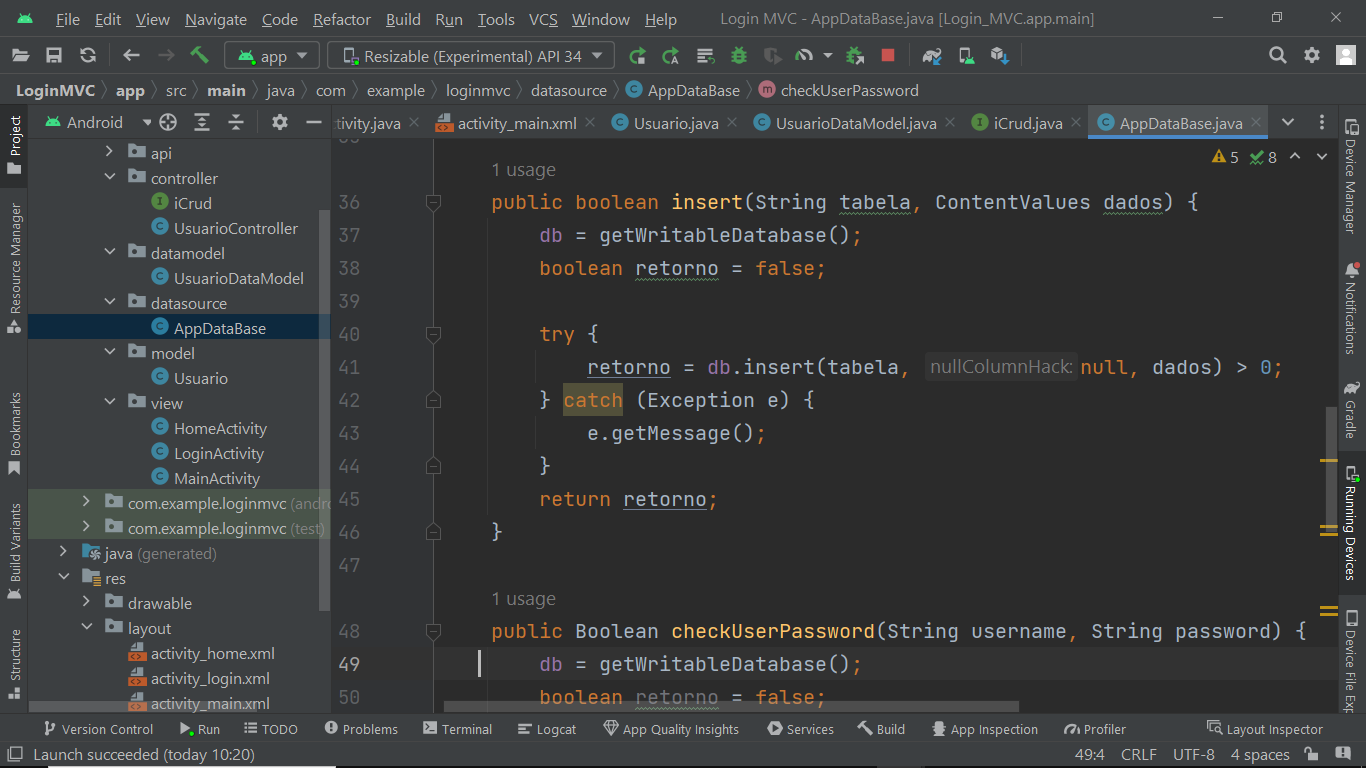 File Edit View Navigate Code Refactor Build Run Tools VCS Window Help Login MVC - AppDataBase.java [Login_MVC.app.main]
app Resizable (Experimental) API 34
LoginMVC app src main java com example loginmvc datasource AppDataBase checkUserPassword
Android
tivity.java activity_main.xml Usuario.java UsuarioDataModel.java iCrud.java AppDataBase.java
api
controller
iCrud
UsuarioController
datamodel
UsuarioDataModel
datasource
AppDataBase
model
Usuario
view
HomeActivity
LoginActivity
MainActivity
com.example.loginmvc (andro
com.example.loginmvc (test)
java (generated)
res
drawable
layout
activity_home.xml
activity_login.xml
activity_main.xml
5 8
1 usage
36 public boolean insert(String tabela, ContentValues dados) {
37 db = getWritableDatabase();
38 boolean retorno = false;
39
40 try {
41 retorno = db.insert(tabela, nullColumnHack: null, dados) > 0;
42 } catch (Exception e) {
43 e.getMessage();
44 }
45 return retorno;
46 }
47
1 usage
48 public Boolean checkUserPassword(String username, String password) {
49 db = getWritableDatabase();
50 boolean retorno = false;
Project
Resource Manager
Bookmarks
Build Variants
Structure
Device Manager
Notifications
Gradle
Running Devices
Device File Exp
Version Control Run TODO Problems Terminal Logcat App Quality Insights Services Build App Inspection Profiler Layout Inspector
Launch succeeded (today 10:20) 49:4 CRLF UTF-8 4 spaces